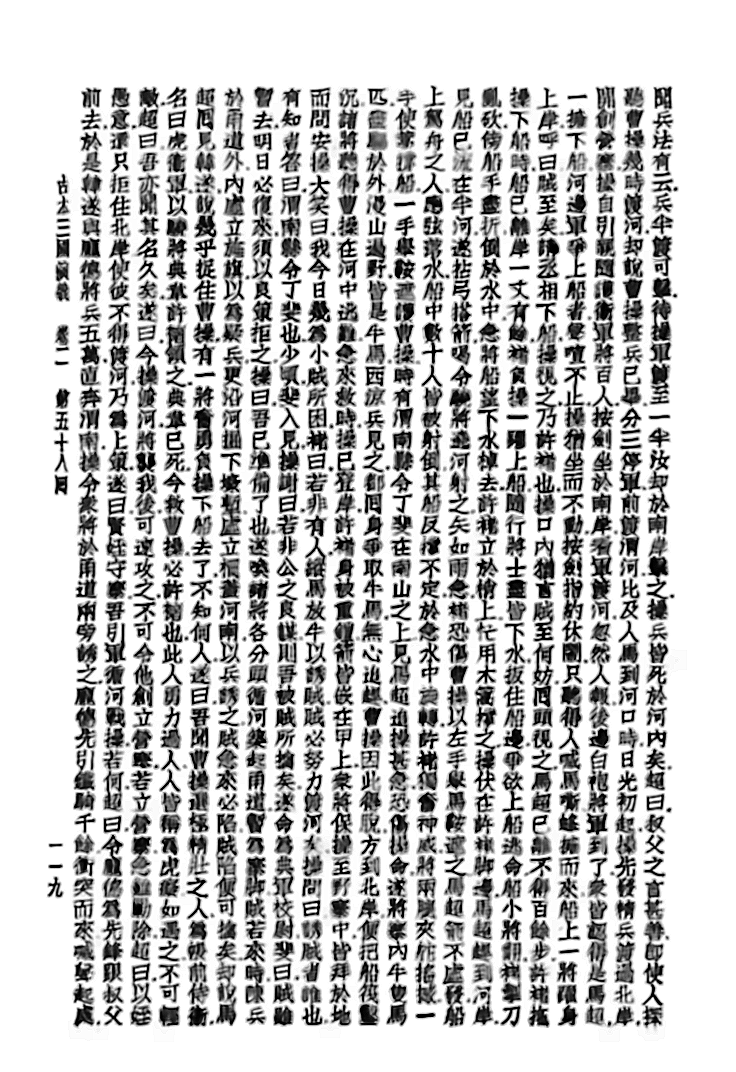 聞兵法有云兵半渡可擊待操軍渡至一半汝却於南岸擊之操兵皆死於河內矣超曰叔父之言甚善即使人探
聽曹操幾時渡河却說曹操整兵已畢分三停軍前渡渭河比及人馬到河口時日光初起操先發精兵渡過北岸
開創營寨操自引親隨護衛軍將百人按劍坐於南岸看軍渡河忽然人報後邊白袍將軍到了眾皆認得是馬超
一擁下船河邊軍爭上船者聲喧不止操猶坐而不動按劍指約休鬧只聽得人喊馬嘶蜂擁而來船上一將躍身
上岸呼曰賊至矣請丞相下船操視之乃許褚也操口內猶言賊至何妨回頭視之馬超已離不得百餘步許褚拖
操下船時船已離岸一丈有餘褚負操一躍上船隨行將士盡皆下水扳住船邊爭欲上船逃命船小將翻褚掣刀
亂砍傍船手盡折倒於水中急將船望下水棹去許褚立於梢上忙用木篙撐之操伏在許褚脚邊馬超趕到河岸
見船已流在半河遂拈弓搭箭喝令驍將遶河射之矢如雨急褚恐傷曹操以左手舉馬鞍遮之馬超箭不虛發船
上駕舟之人應弦落水船中數十人皆被射倒其船反撐不定於急水中旋轉許褚獨奮神威將兩腿夾舵搖撼一
手使篙撐船一手舉鞍遮護曹操時有渭南縣令丁斐在南山之上見馬超追操甚急恐傷操命遂將寨內牛隻馬
匹盡驅於外漫山遍野皆是牛馬西涼兵見之都回身爭取牛馬無心追趕曹操因此得脫方到北岸便把船筏鑿
沉諸將聽得曹操在河中逃難急來救時操已登岸許褚身被重鎧箭皆嵌在甲上眾將保操至野寨中皆拜於地
而問安操大笑曰我今日幾為小賊所困褚曰若非有人縱馬放牛以誘賊賊必努力渡河矣操問曰誘賊者誰也
有知者答曰渭南縣令丁斐也少頃斐入見操謝曰若非公之良謀則吾被賊所擒矣遂命為典軍校尉斐曰賊雖
暫去明日必復來須以良策拒之操曰吾已準備了也遂喚諸將各分頭循河築起甬道暫為寨脚賊若來時陳兵
於甬道外內虛立旌旗以為疑兵更沿河掘下壕塹虛立棚蓋河南以兵誘之賊急來必陷賊陷便可擒矣却說馬
超回見韓遂說幾乎捉住曹操有一將奮勇負操下船去了不知何人遂曰吾聞曹操選極精壯之人為帳前侍衛
名曰虎衛軍以驍將典韋許褚領之典韋已死今救曹操必許褚也此人勇力過人人皆稱為虎癡如遇之不可輕
敵超曰吾亦聞其名久矣遂曰今操渡河將襲我後可速攻之不可令他創立營寨若立營寨急難勦除超曰以姪
愚意還只拒住北岸使彼不得渡河乃為上策遂曰賢姪守寨吾引軍循河戰操若何超曰令龐德為先鋒跟叔父
前去於是韓遂與龐德將兵五萬直奔渭南操令眾將於甬道兩旁誘之龐德先引鐵騎千餘衝突而來喊聲起處
古本三國演義　卷二　第五十八回
一一九